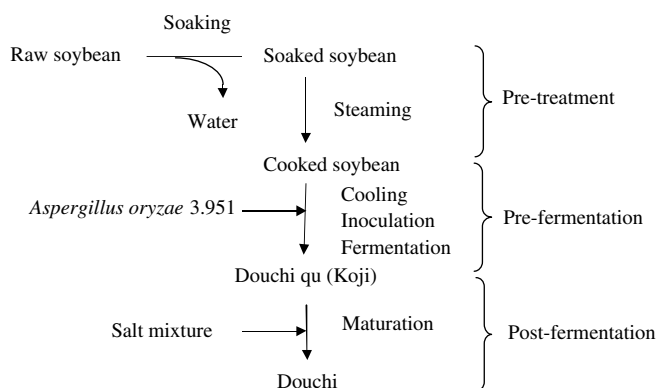 Soaking
Raw soybean
Soaked soybean
Water
Steaming
Pre-treatment
Cooked soybean
Aspergillus oryzae 3.951
Cooling
Inoculation
Fermentation
Pre-fermentation
Douchi qu (Koji)
Salt mixture
Maturation
Post-fermentation
Douchi